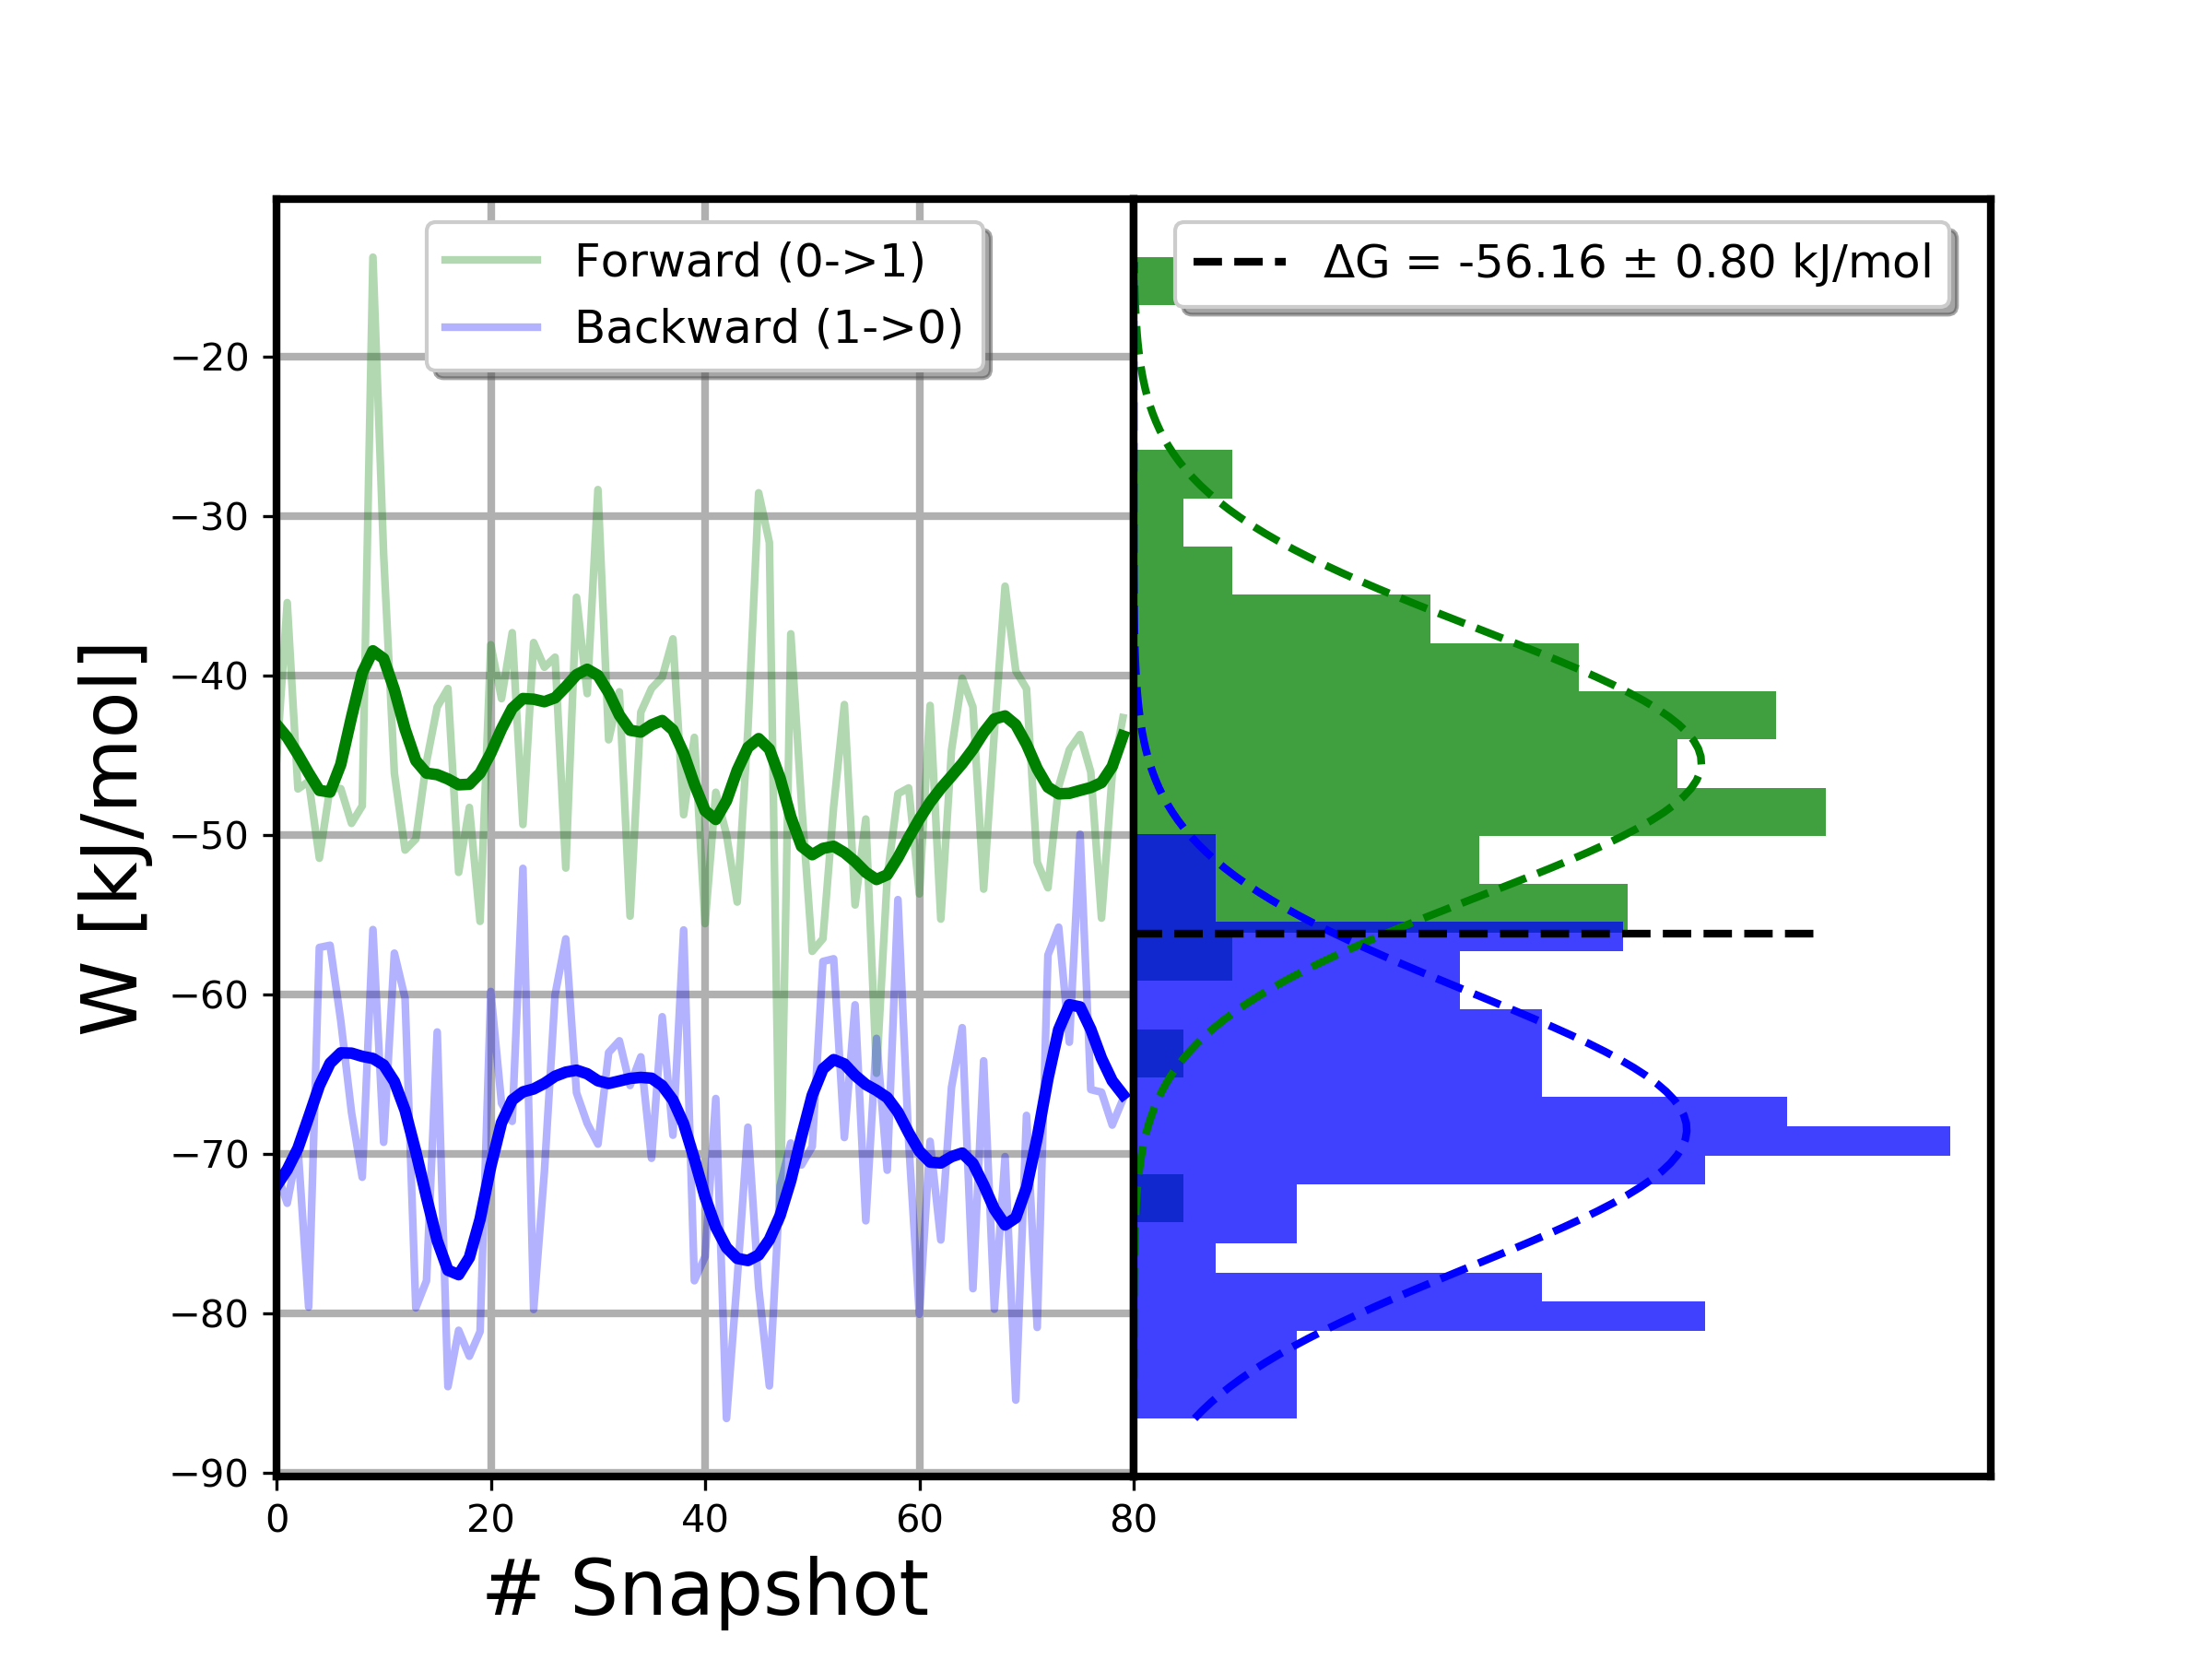 Forward (0->1)
Backward (1->0)
ΔG = -56.16 ± 0.80 kJ/mol
W [kJ/mol]
−20
−30
−40
−50
−60
−70
−80
−90
0 20 40 60 80
# Snapshot